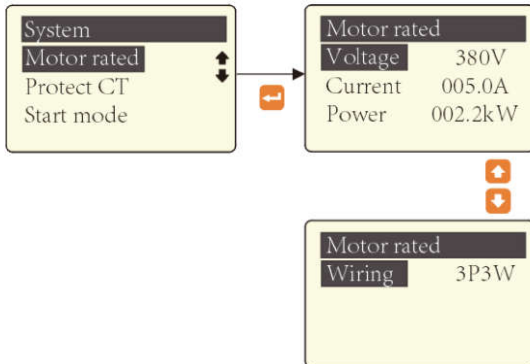 System
Motor rated
Protect CT
Start mode
Motor rated
Voltage 380V
Current 005.0A
Power 002.2kW
Motor rated
Wiring 3P3W